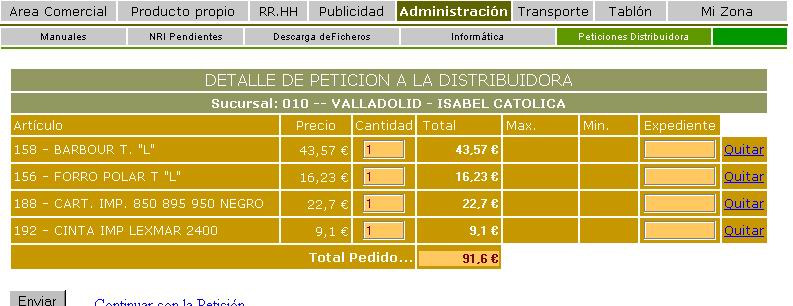 Area Comercial Producto propio RR.HH Publicidad Administración Transporte Tablón Mi Zona
Manuales NRI Pendientes Descarga deFicheros Informática Peticiones Distribuidora
DETALLE DE PETICION A LA DISTRIBUIDORA
Sucursal: 010 -- VALLADOLID - ISABEL CATOLICA
Artículo Precio Cantidad Total Max. Min. Expediente
158 - BARBOUR T. "L" 43,57 € 1 43,57 € Quitar
156 - FORRO POLAR T "L" 16,23 € 1 16,23 € Quitar
188 - CART. IMP. 850 895 950 NEGRO 22,7 € 1 22,7 € Quitar
192 - CINTA IMP LEXMAR 2400 9,1 € 1 9,1 € Quitar
Total Pedido... 91,6 €
Enviar Continuar con la Petición